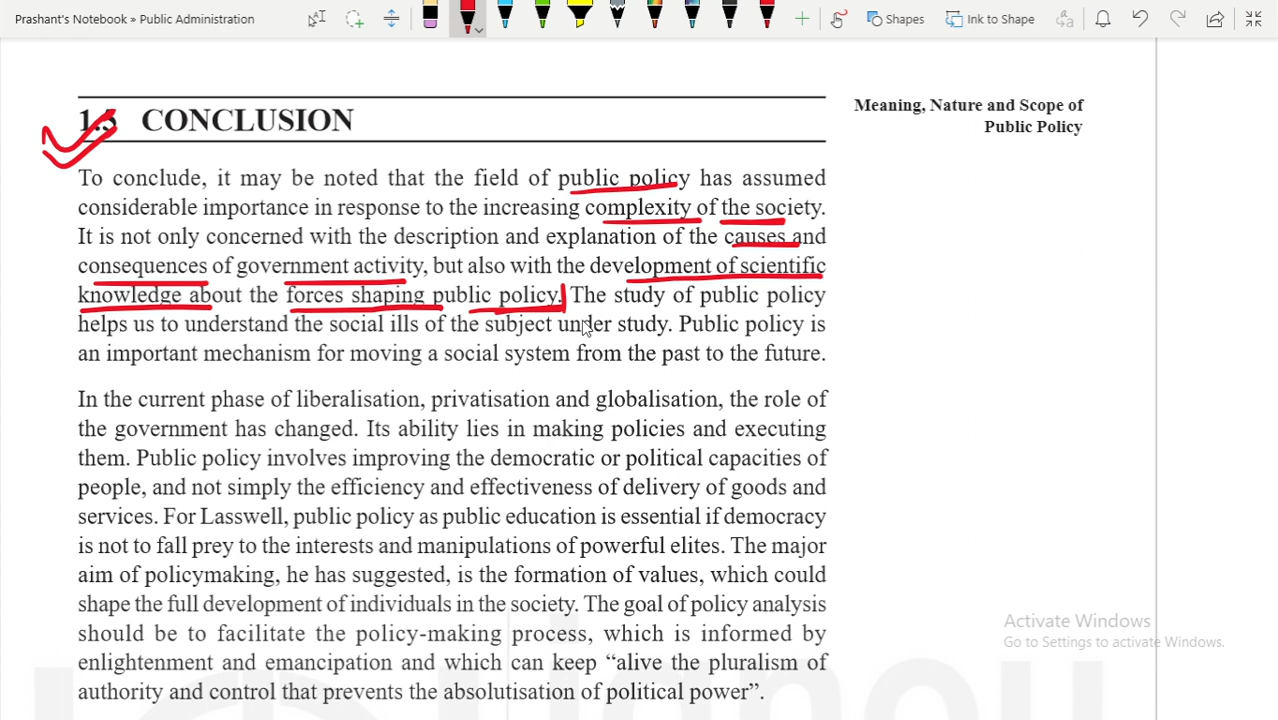 Prashant's Notebook » Public Administration
Shapes
Ink to Shape
1.5 CONCLUSION
Meaning, Nature and Scope of
Public Policy
To conclude, it may be noted that the field of public policy has assumed
considerable importance in response to the increasing complexity of the society.
It is not only concerned with the description and explanation of the causes and
consequences of government activity, but also with the development of scientific
knowledge about the forces shaping public policy. The study of public policy
helps us to understand the social ills of the subject under study. Public policy is
an important mechanism for moving a social system from the past to the future.
In the current phase of liberalisation, privatisation and globalisation, the role of
the government has changed. Its ability lies in making policies and executing
them. Public policy involves improving the democratic or political capacities of
people, and not simply the efficiency and effectiveness of delivery of goods and
services. For Lasswell, public policy as public education is essential if democracy
is not to fall prey to the interests and manipulations of powerful elites. The major
aim of policymaking, he has suggested, is the formation of values, which could
shape the full development of individuals in the society. The goal of policy analysis
should be to facilitate the policy-making process, which is informed by
enlightenment and emancipation and which can keep “alive the pluralism of
authority and control that prevents the absolutisation of political power”.
Activate Windows
Go to Settings to activate Windows.